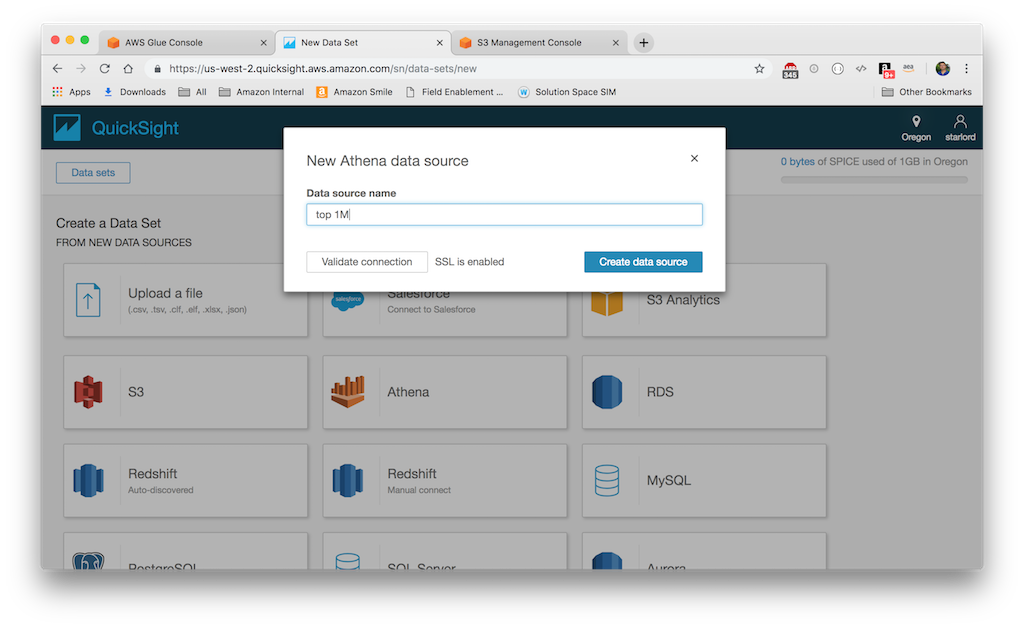 AWS Glue Console
New Data Set
S3 Management Console
https://us-west-2.quicksight.aws.amazon.com/sn/data-sets/new
345
9+
aea
Apps
Downloads
All
Amazon Internal
Amazon Smile
Field Enablement ...
Solution Space SIM
Other Bookmarks
QuickSight
Oregon
starlord
Data sets
0 bytes of SPICE used of 1GB in Oregon
New Athena data source
Data source name
top 1M
Validate connection
SSL is enabled
Create data source
Create a Data Set
FROM NEW DATA SOURCES
Upload a file
(.csv, .tsv, .clf, .elf, .xlsx, .json)
salesforce
Salesforce
Connect to Salesforce
S3 Analytics
S3
Athena
RDS
Redshift
Auto-discovered
Redshift
Manual connect
MySQL
PostgreSQL
SQL Server
Aurora